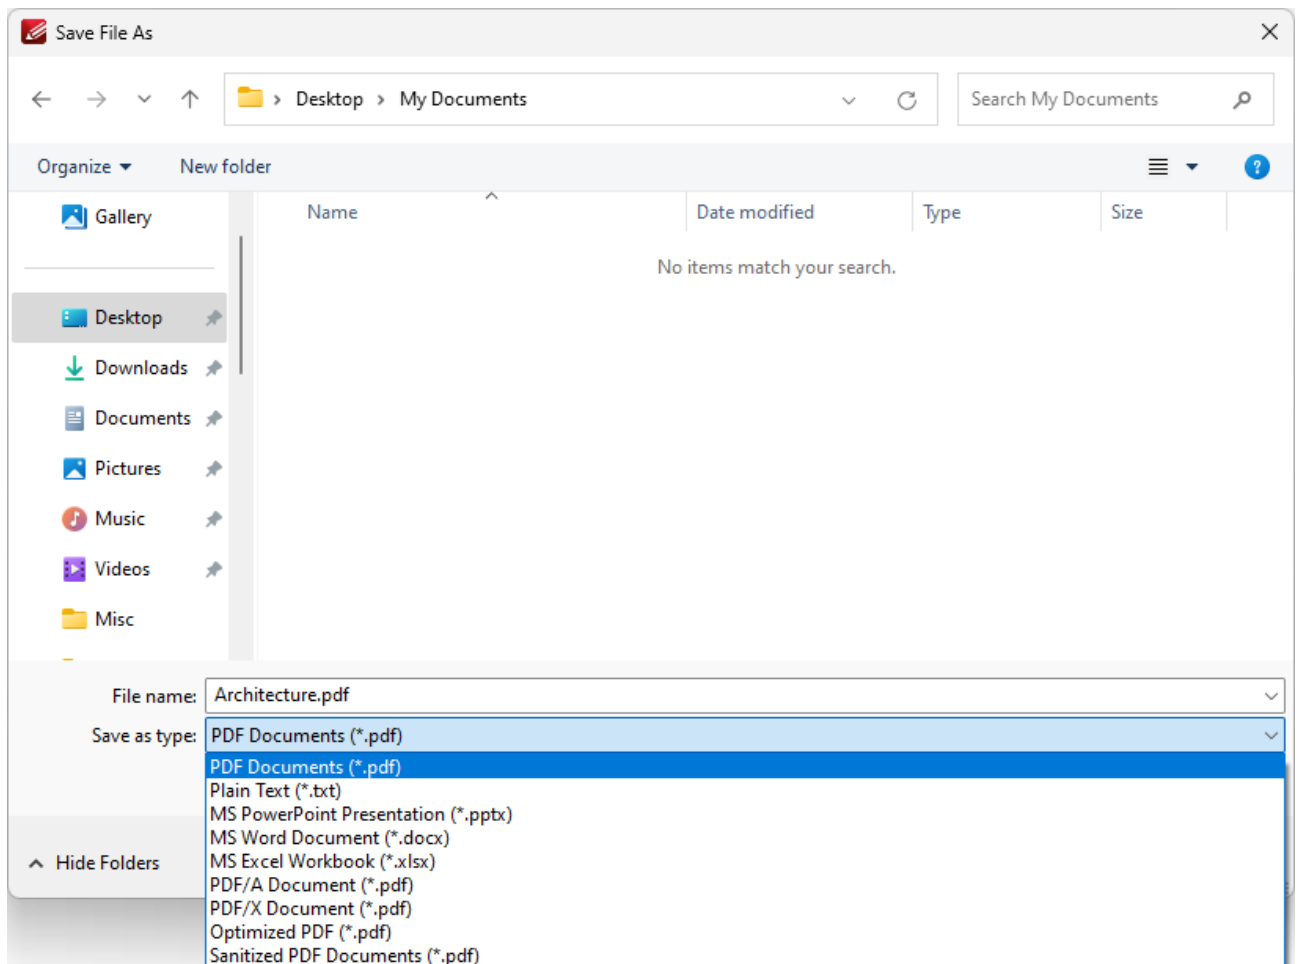 Save File As
Desktop > My Documents
Search My Documents
Organize
New folder
?
Gallery
Name
Date modified
Type
Size
No items match your search.
Desktop
Downloads
Documents
Pictures
Music
Videos
Misc
File name: Architecture.pdf
Save as type: PDF Documents (*.pdf)
PDF Documents (*.pdf)
Plain Text (*.txt)
MS PowerPoint Presentation (*.pptx)
MS Word Document (*.docx)
MS Excel Workbook (*.xlsx)
Hide Folders
PDF/A Document (*.pdf)
PDF/X Document (*.pdf)
Optimized PDF (*.pdf)
Sanitized PDF Documents (*.pdf)